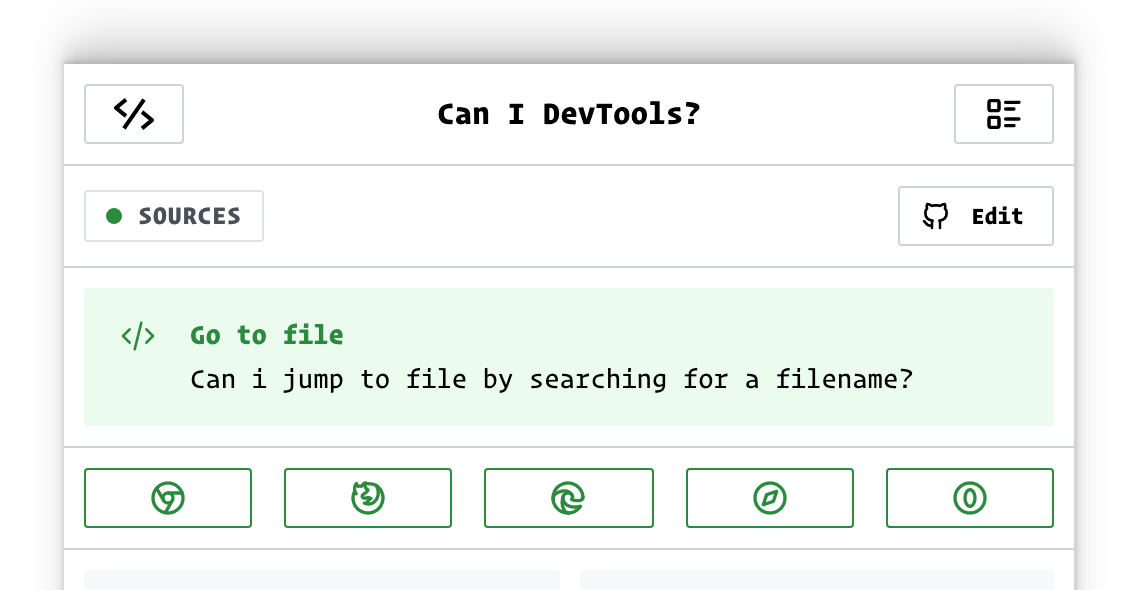 Can I DevTools?
SOURCES
Edit
Go to file
Can i jump to file by searching for a filename?